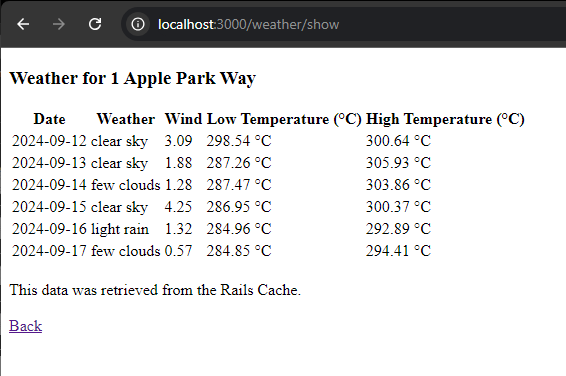 localhost:3000/weather/show
Weather for 1 Apple Park Way
Date Weather Wind Low Temperature (°C) High Temperature (°C)
2024-09-12 clear sky 3.09 298.54 °C 300.64 °C
2024-09-13 clear sky 1.88 287.26 °C 305.93 °C
2024-09-14 few clouds 1.28 287.47 °C 303.86 °C
2024-09-15 clear sky 4.25 286.95 °C 300.37 °C
2024-09-16 light rain 1.32 284.96 °C 292.89 °C
2024-09-17 few clouds 0.57 284.85 °C 294.41 °C
This data was retrieved from the Rails Cache.
Back